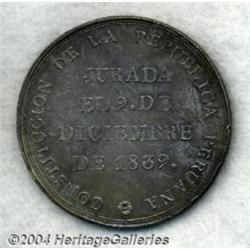 CONSTITUCION DE LA REPUBLICA PERUANA
JURADA
EL 9. DE
DICIEMBRE
DE 1839.
©2004 HeritageGalleries